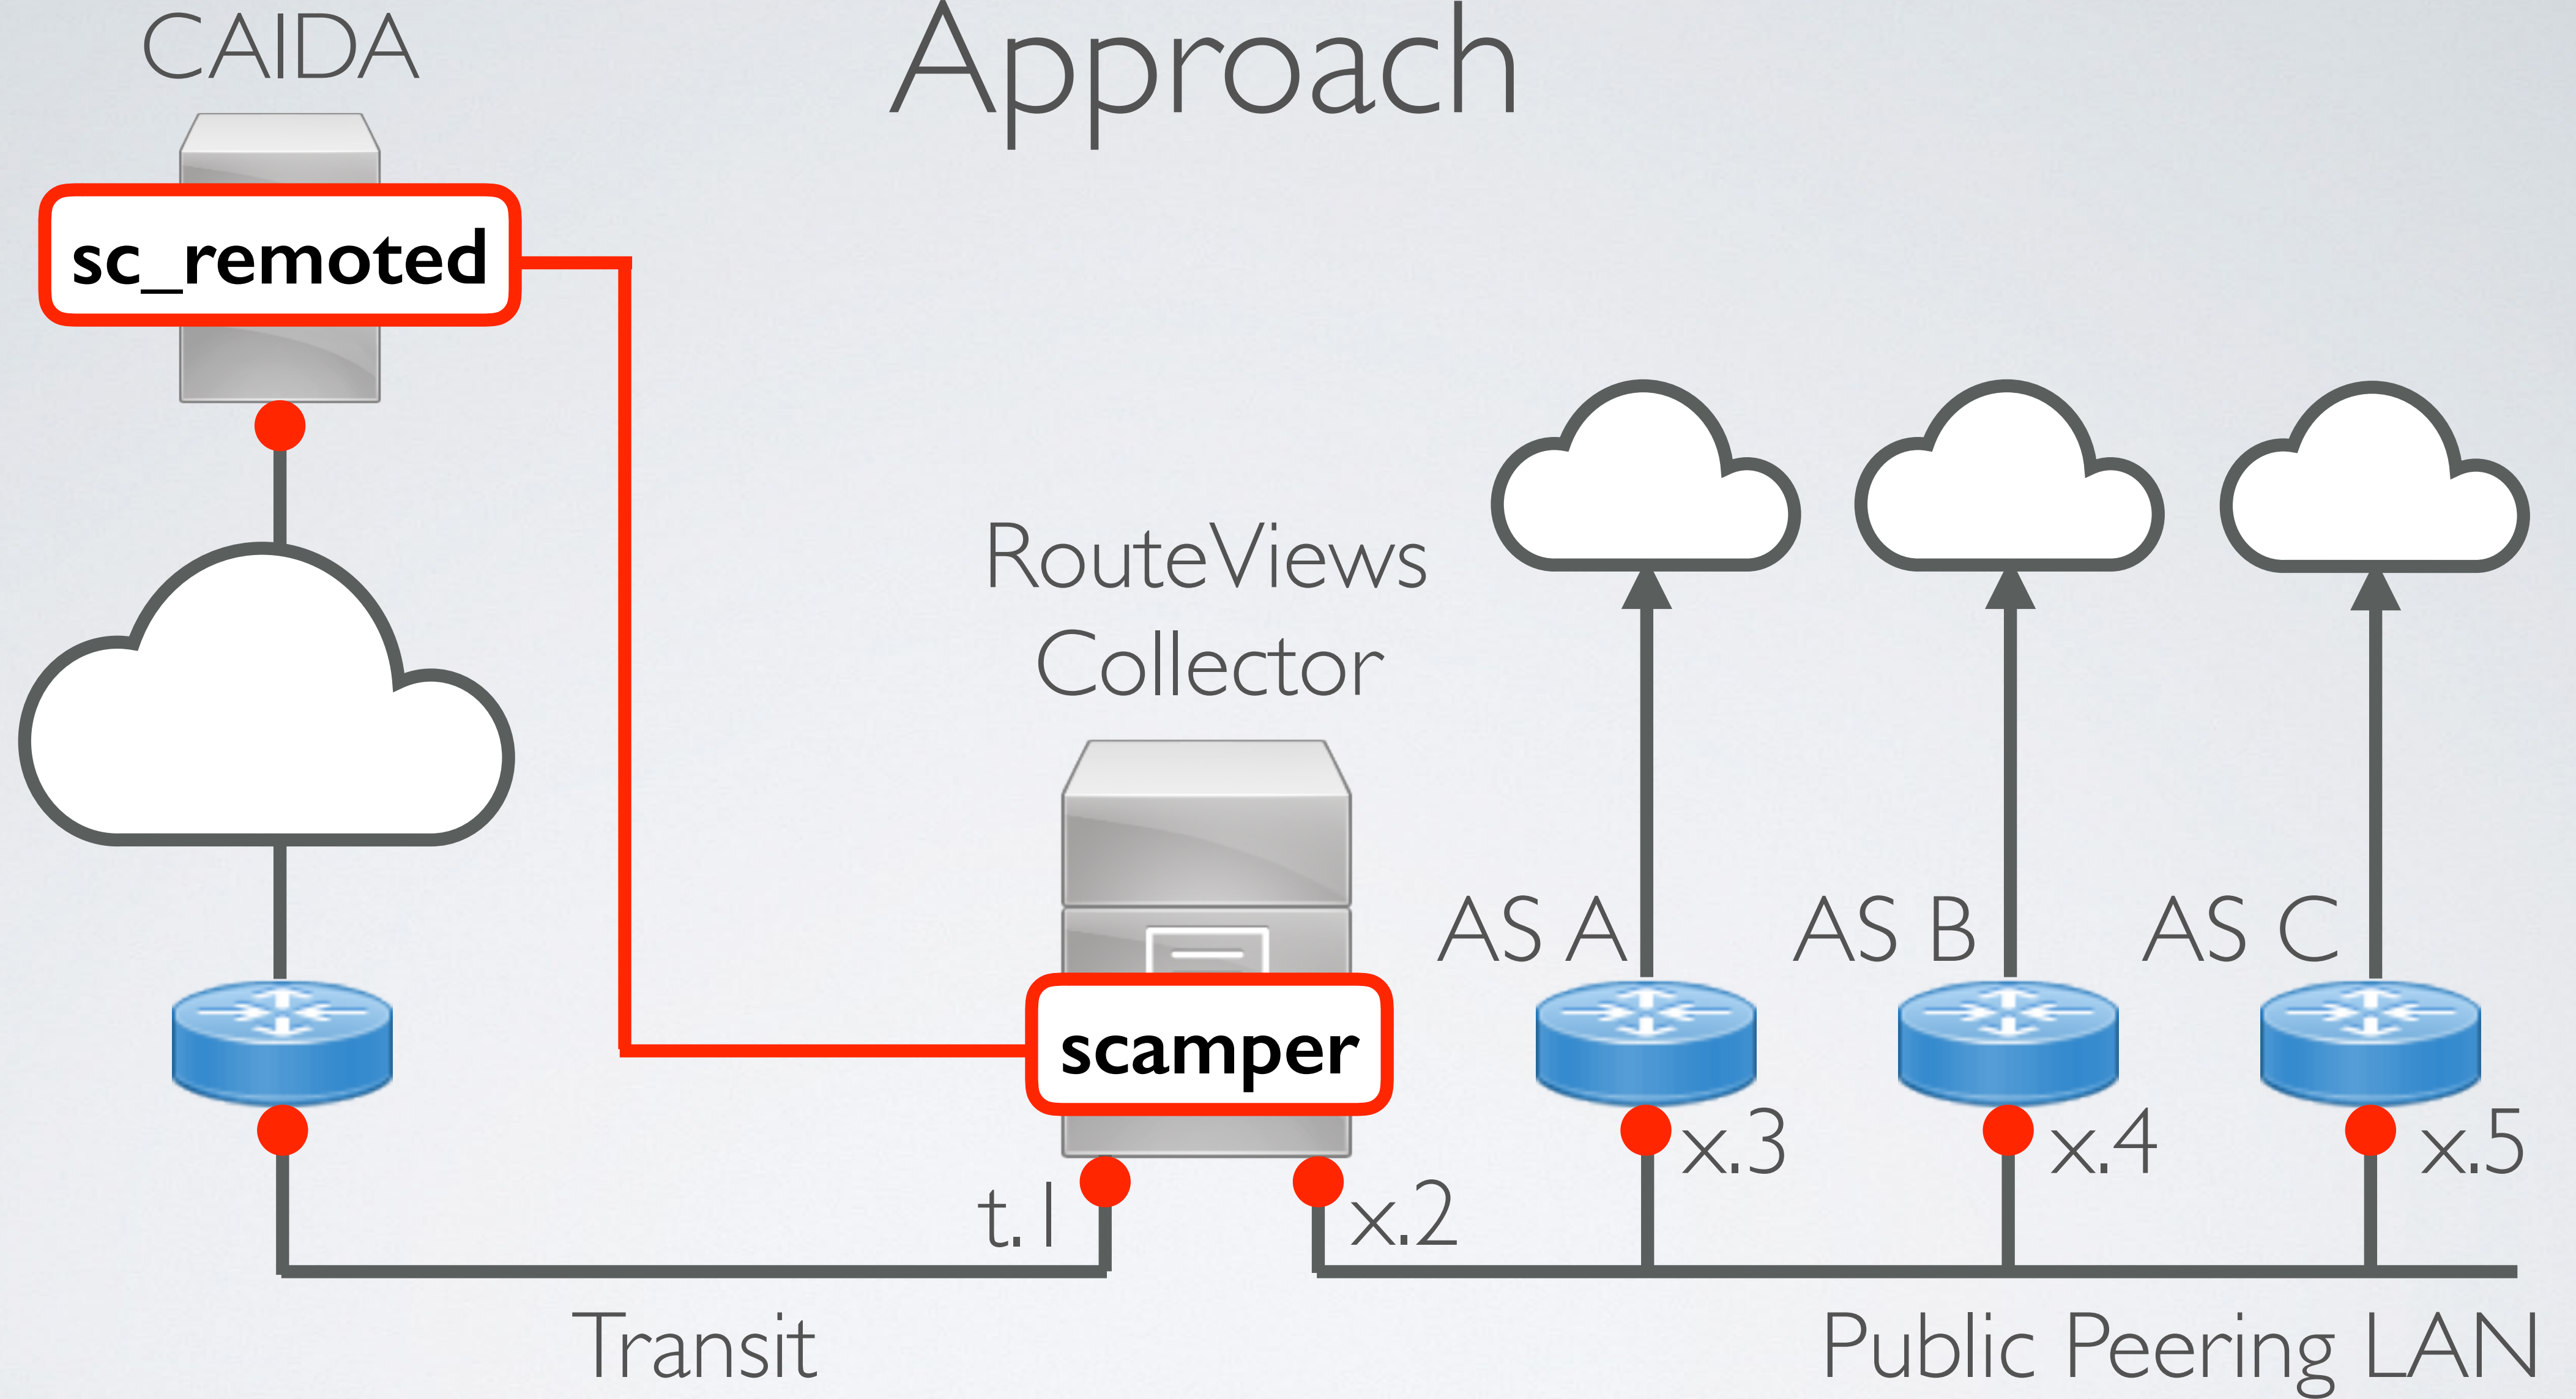 Approach
CAIDA
sc_remoted
RouteViews
Collector
scamper
AS A
AS B
AS C
t.1
x.2
x.3
x.4
x.5
Transit
Public Peering LAN